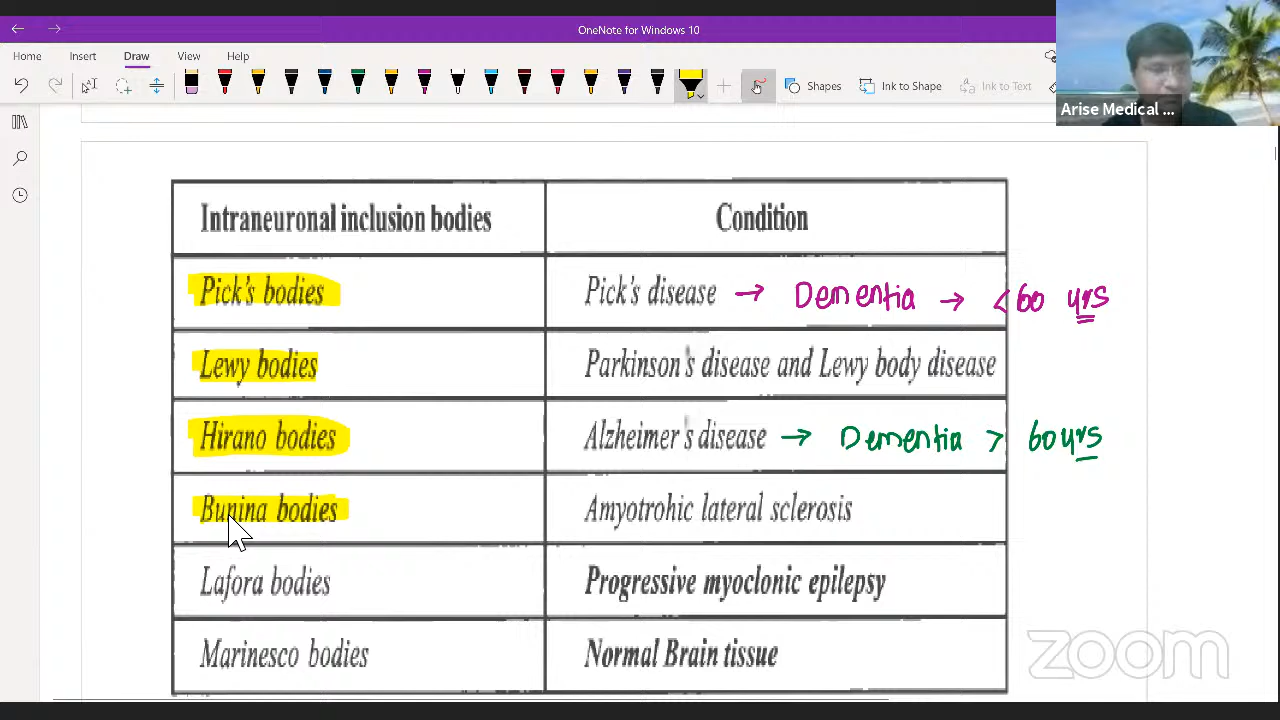 OneNote for Windows 10
Home Insert Draw View Help
Shapes Ink to Shape Ink to Text
Arise Medical ...
Intraneuronal inclusion bodies Condition
Pick's bodies Pick's disease → Dementia → <60 yrs
Lewy bodies Parkinson's disease and Lewy body disease
Hirano bodies Alzheimer's disease → Dementia > 60yrs
Bunina bodies Amyotrohic lateral sclerosis
Lafora bodies Progressive myoclonic epilepsy
Marinesco bodies Normal Brain tissue
zoom